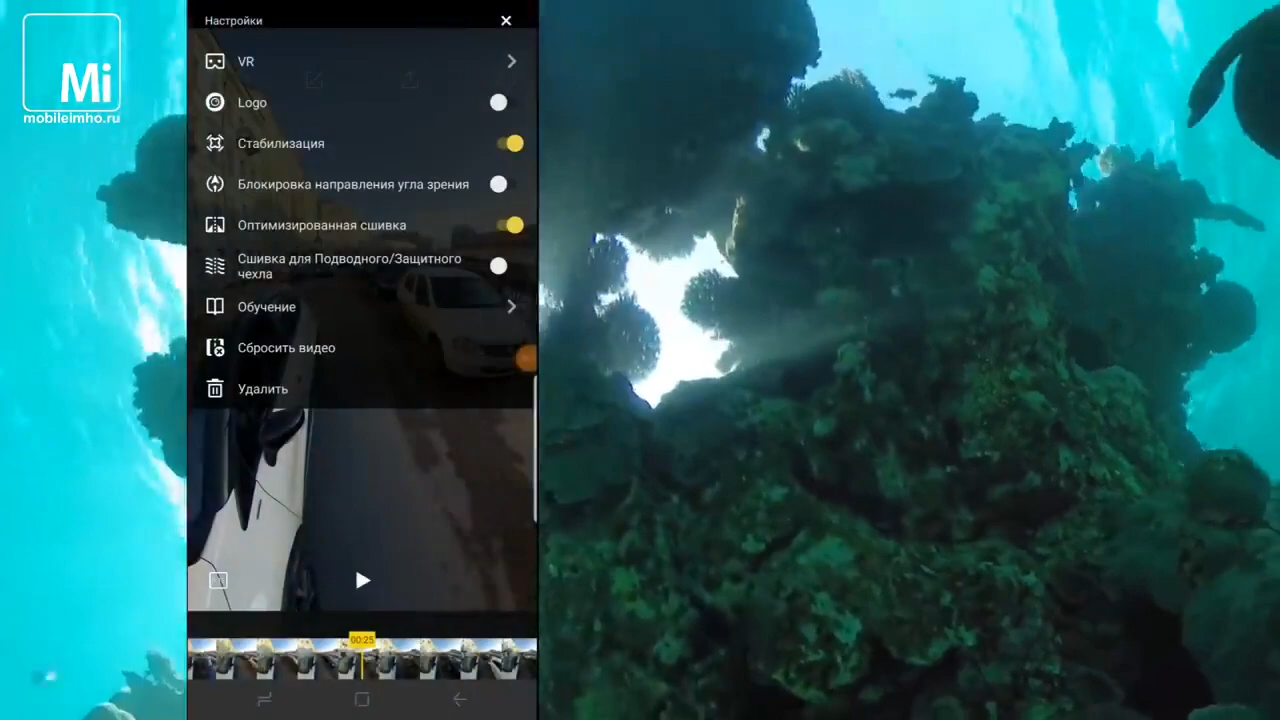 Mi
mobileimho.ru
Настройки
VR
Logo
Стабилизация
Блокировка направления угла зрения
Оптимизированная сшивка
Сшивка для Подводного/Защитного
чехла
Обучение
Сбросить видео
Удалить
00:25